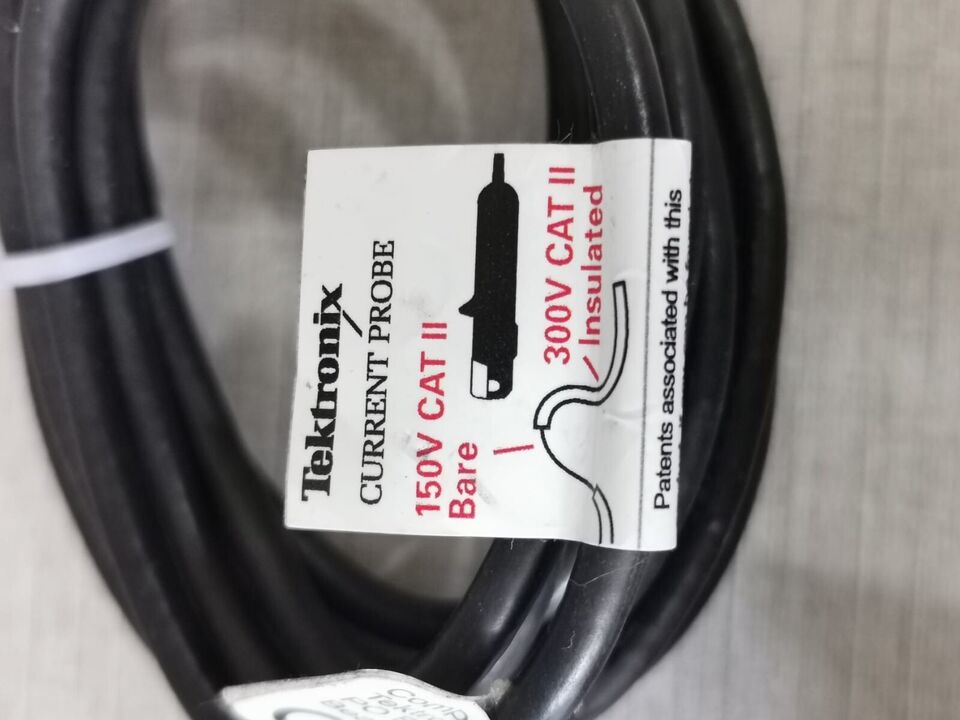 Tektronix
CURRENT PROBE
150V CAT II
Bare
300V CAT II
Insulated
Patents associated with this